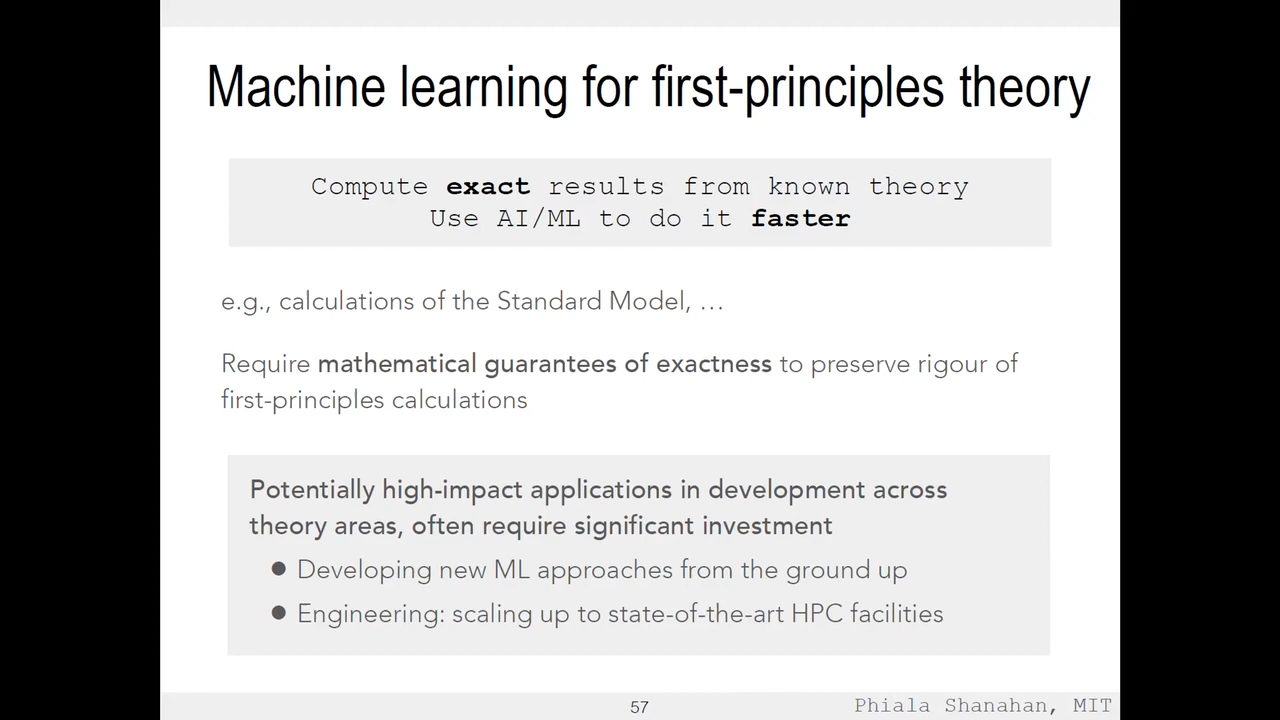 Machine learning for first-principles theory
Compute exact results from known theory
Use AI/ML to do it faster
e.g., calculations of the Standard Model, …
Require mathematical guarantees of exactness to preserve rigour of
first-principles calculations
Potentially high-impact applications in development across
theory areas, often require significant investment
● Developing new ML approaches from the ground up
● Engineering: scaling up to state-of-the-art HPC facilities
57
Phiala Shanahan, MIT